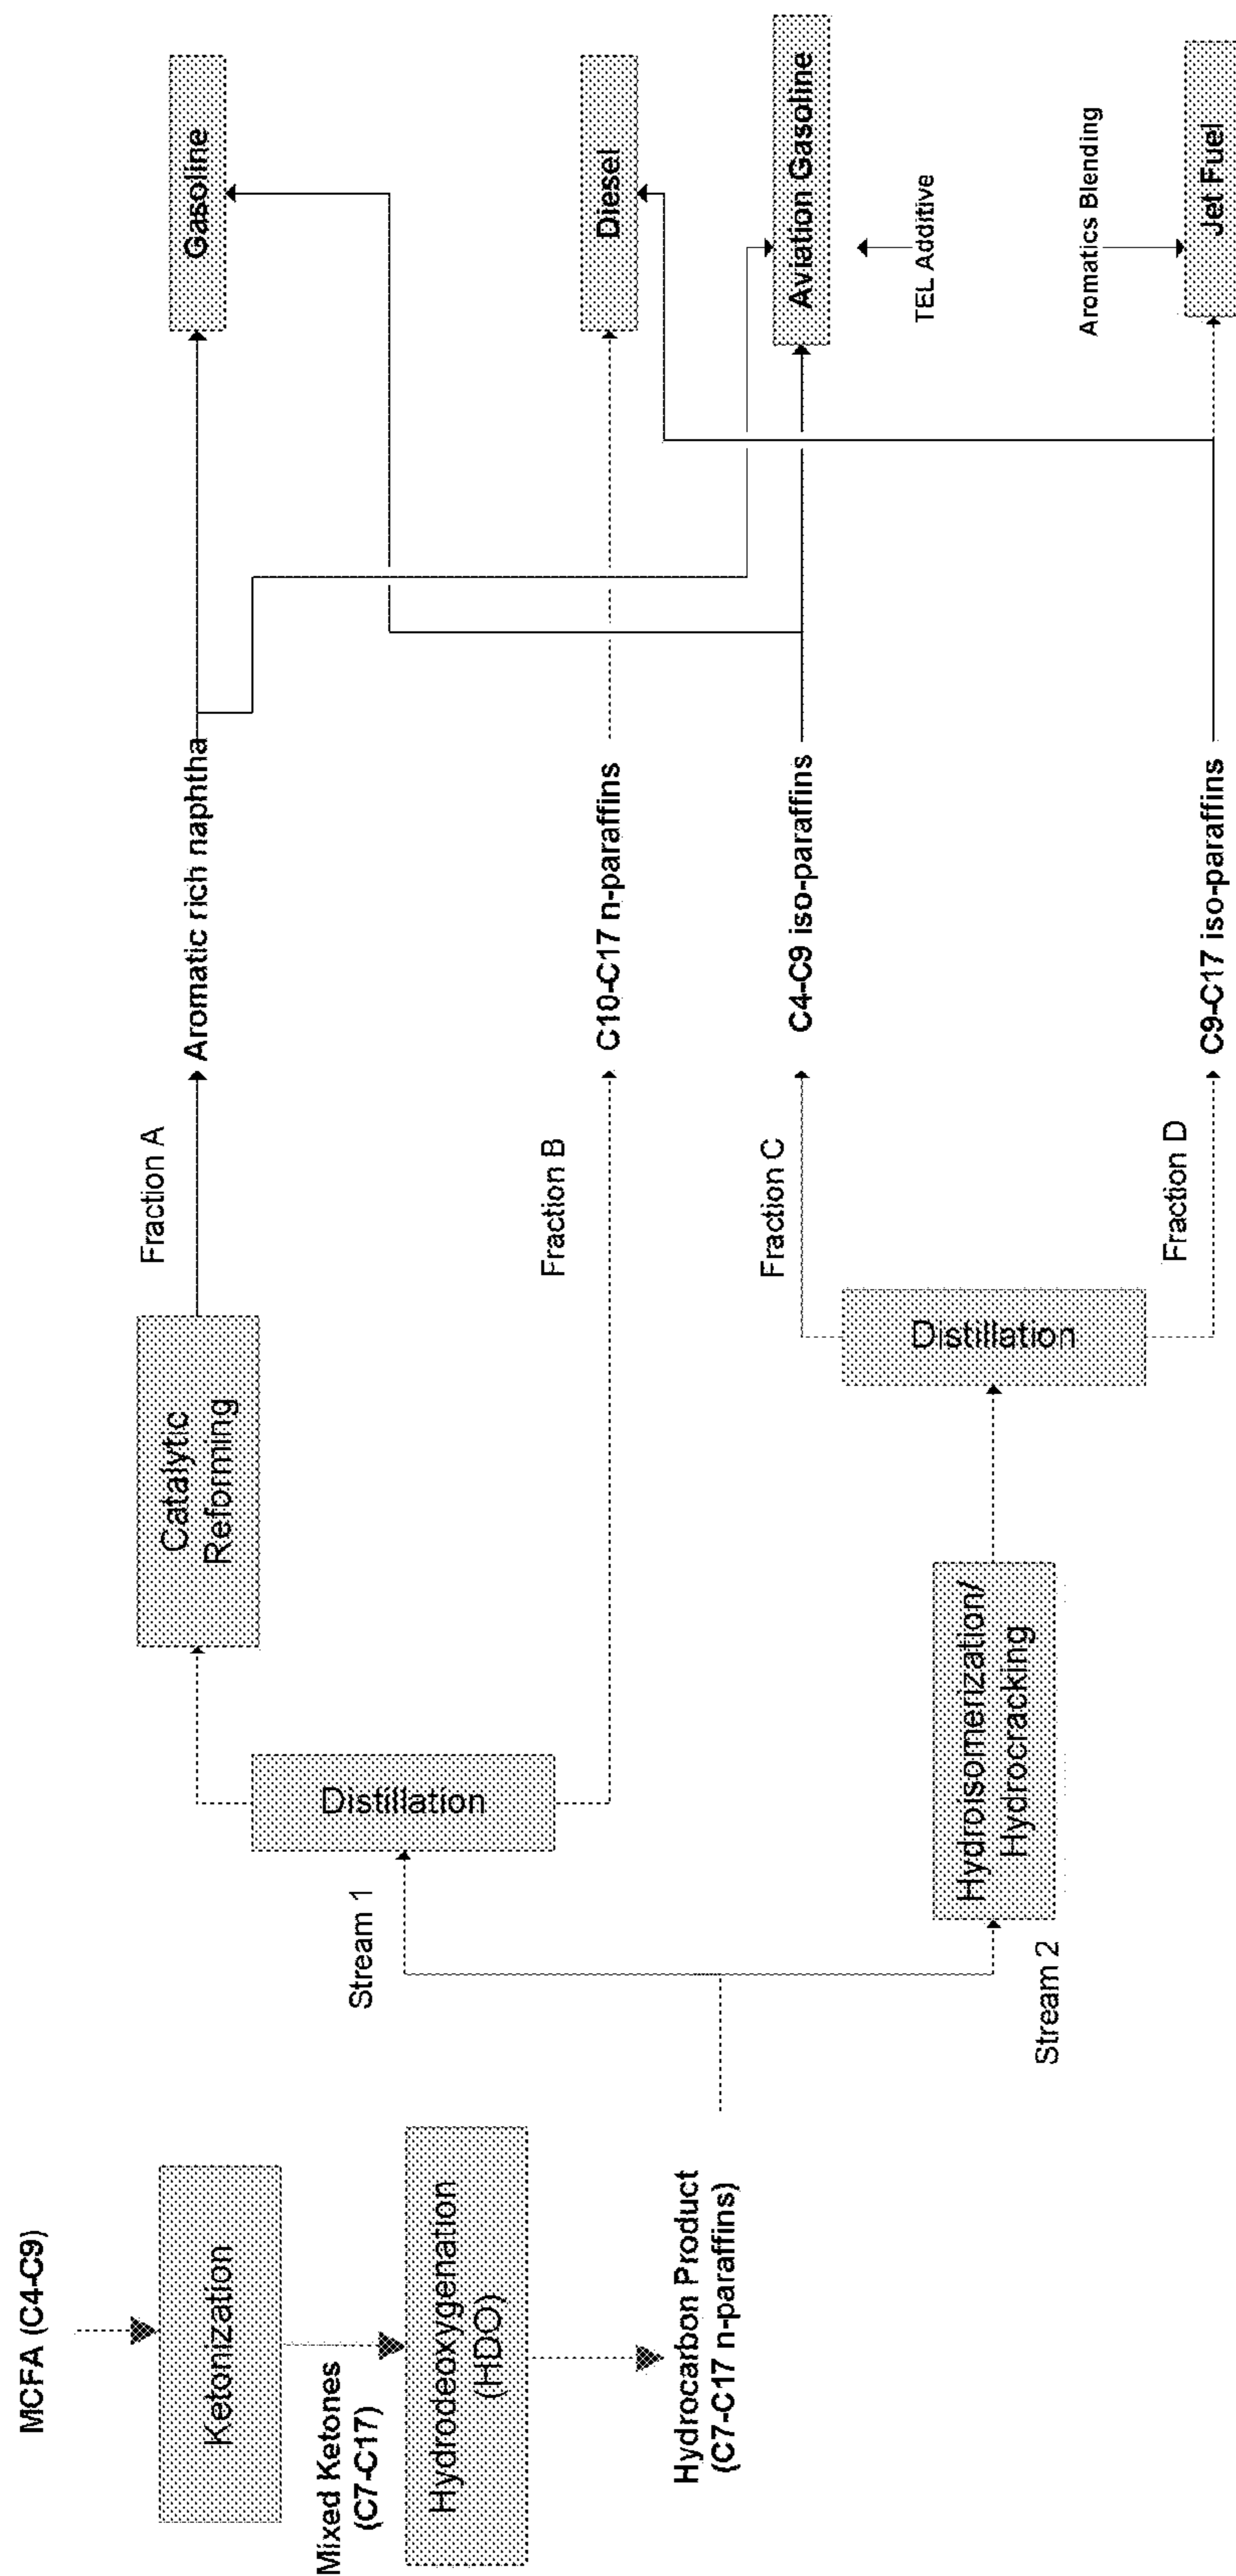 MCFA (C4-C9)
Ketonization
Mixed Ketones
(C7-C17)
Hydrodeoxygenation
(HDO)
Hydrocarbon Product
(C7-C17 n-paraffins)
Stream 1
Stream 2
Distillation
Hydroisomerization/
Hydrocracking
Catalytic
Reforming
Distillation
Fraction A
Fraction B
Fraction C
Fraction D
Aromatic rich naphtha
C10-C17 n-paraffins
C4-C9 iso-paraffins
C9-C17 iso-paraffins
Gasoline
Diesel
Aviation Gasoline
TEL Additive
Aromatics Blending
Jet Fuel